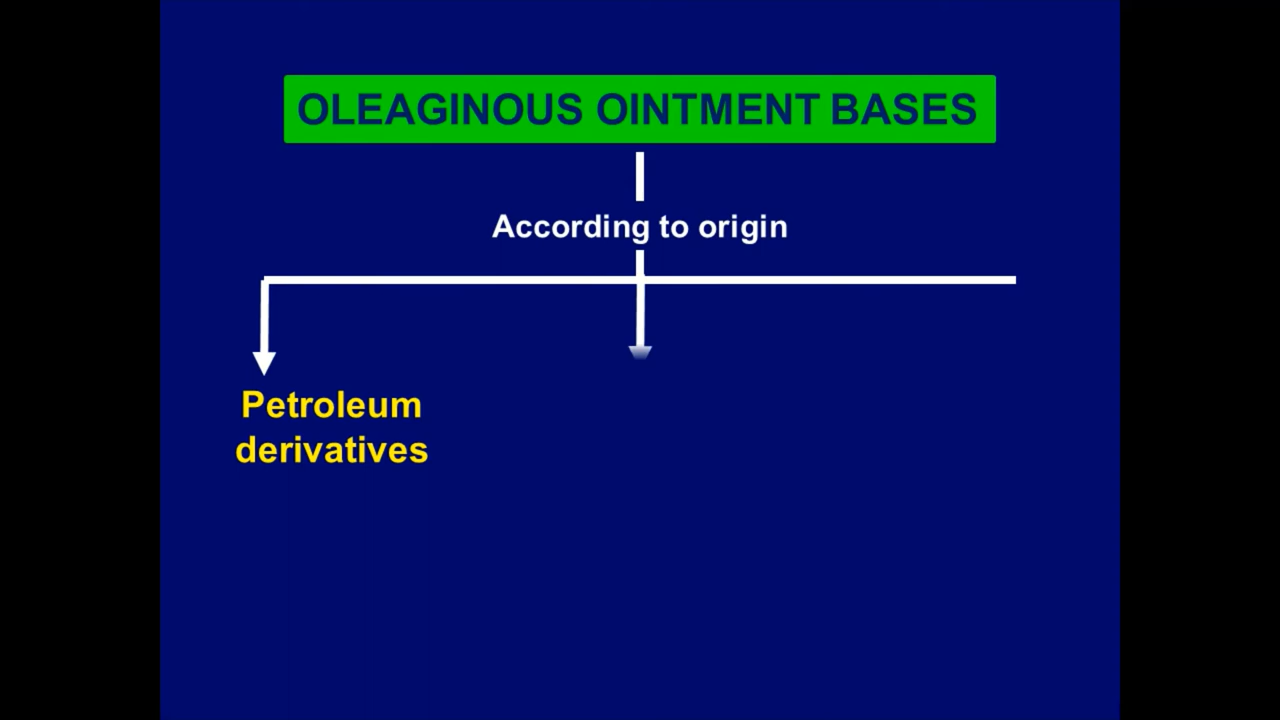 OLEAGINOUS OINTMENT BASES
According to origin
Petroleum
derivatives